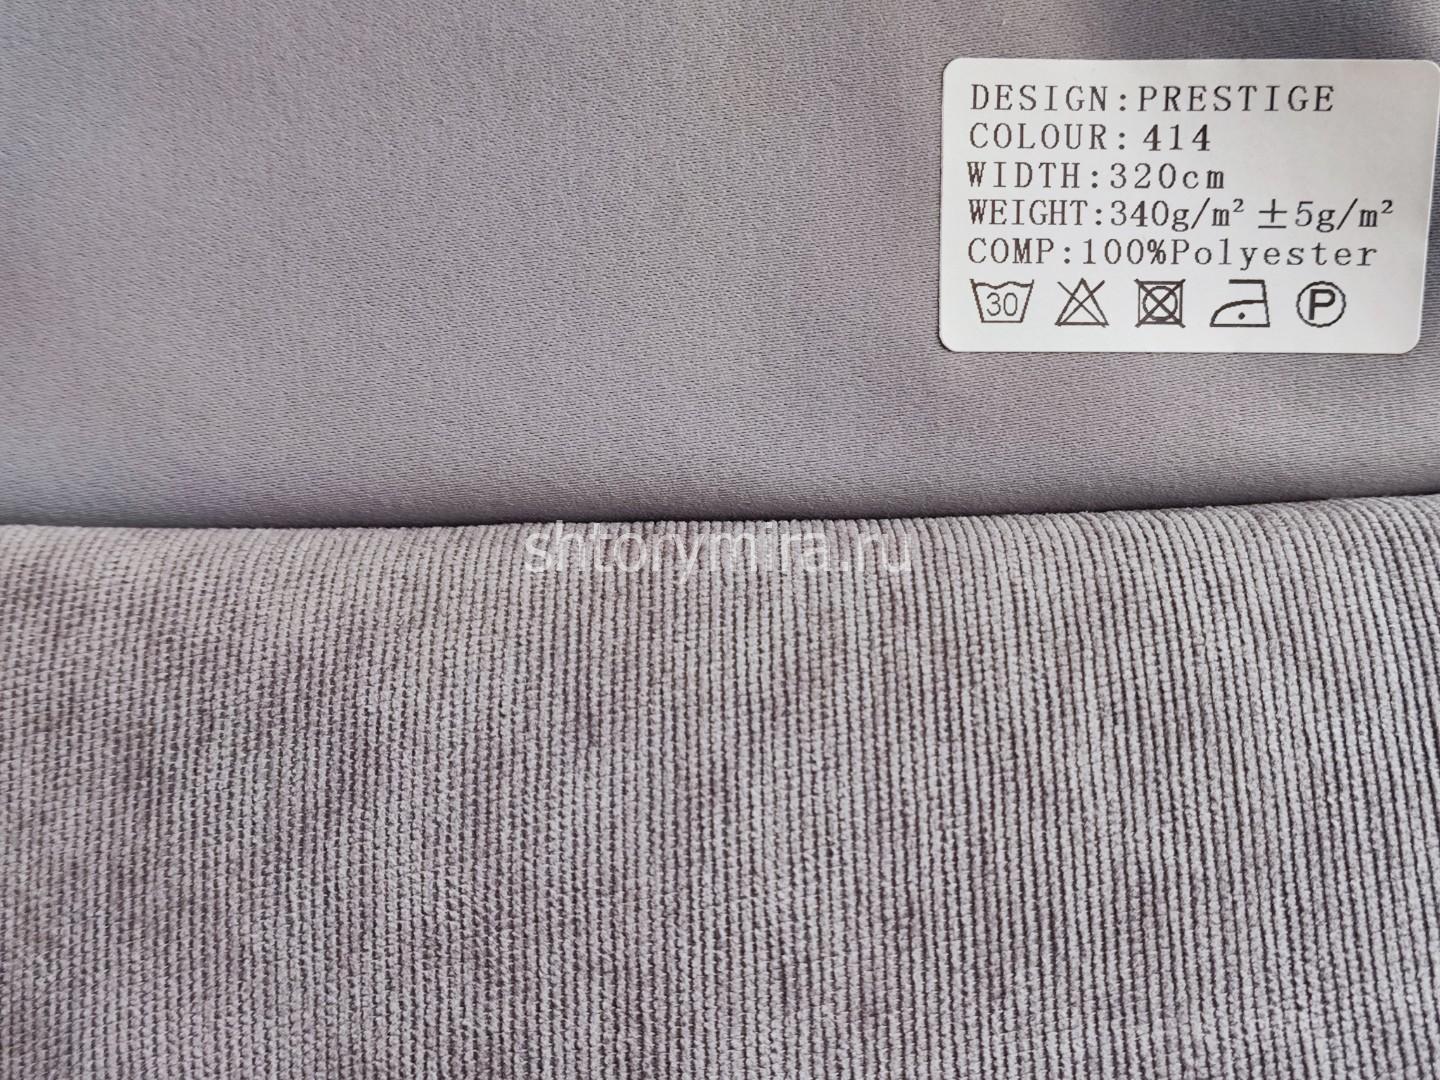 DESIGN:PRESTIGE
COLOUR: 414
WIDTH:320cm
WEIGHT:340g/m² ±5g/m²
COMP:100%Polyester
30 P
shtorymira.ru